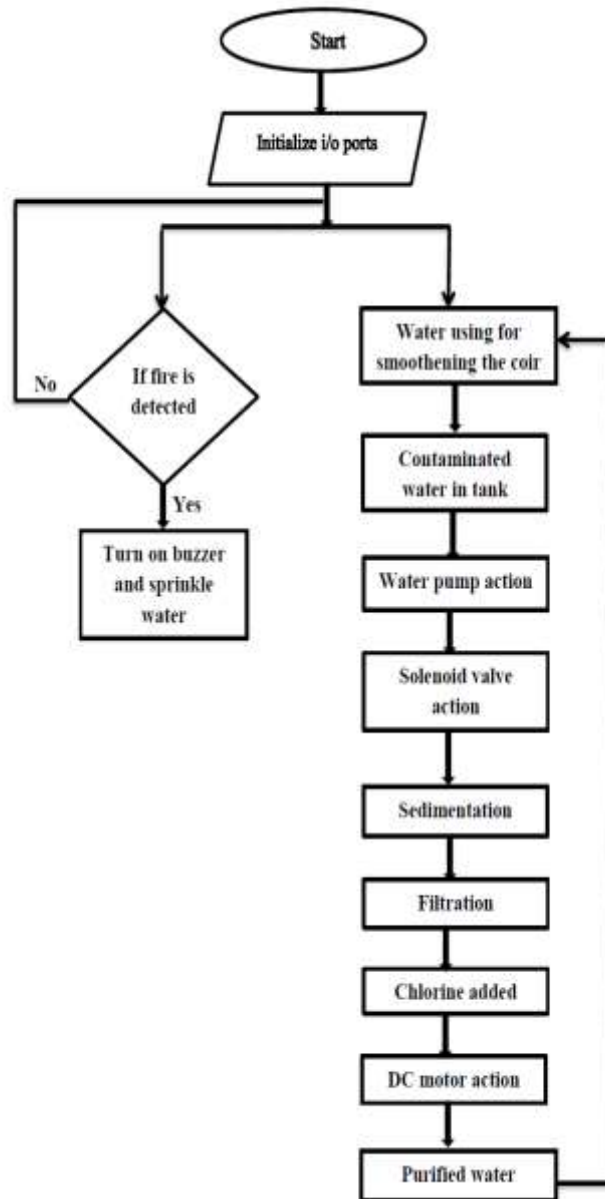 Start
Initialize i/o ports
If fire is
detected
No
Yes
Turn on buzzer
and sprinkle
water
Water using for
smoothening the coir
Contaminated
water in tank
Water pump action
Solenoid valve
action
Sedimentation
Filtration
Chlorine added
DC motor action
Purified water